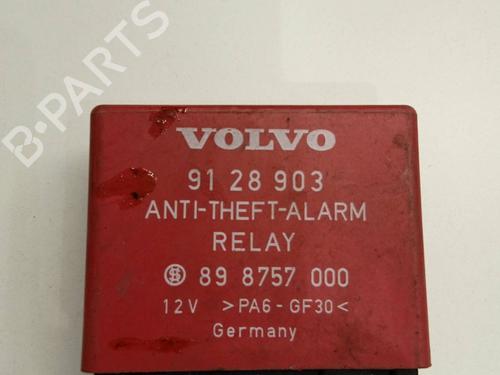 B-PARTS
VOLVO
91 28 903
ANTI-THEFT-ALARM
RELAY
89 8757 000
12V >PA6-GF30<
Germany